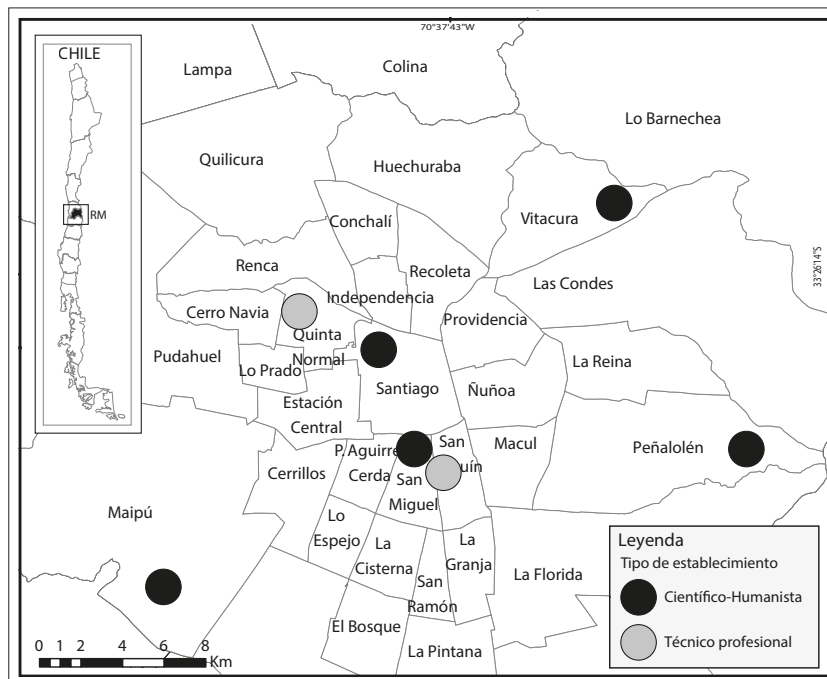 70°37'43"W
CHILE
RM
33°26'14"S
Lampa
Colina
Lo Barnechea
Quilicura
Huechuraba
Vitacura
Conchalí
Recoleta
Renca
Independencia
Las Condes
Cerro Navia
Providencia
Quinta
Normal
Pudahuel
Lo Prado
Santiago
La Reina
Ñuñoa
Estación
Central
San
uín
Macul
Peñalolén
P. Aguirre
Cerda
Cerrillos
San
Miguel
Maipú
Lo
Espejo
La
Cisterna
La
Granja
San
Ramón
La Florida
El Bosque
La Pintana
Leyenda
Tipo de establecimiento
Científico-Humanista
Técnico profesional
0 1 2 4 6 8
Km